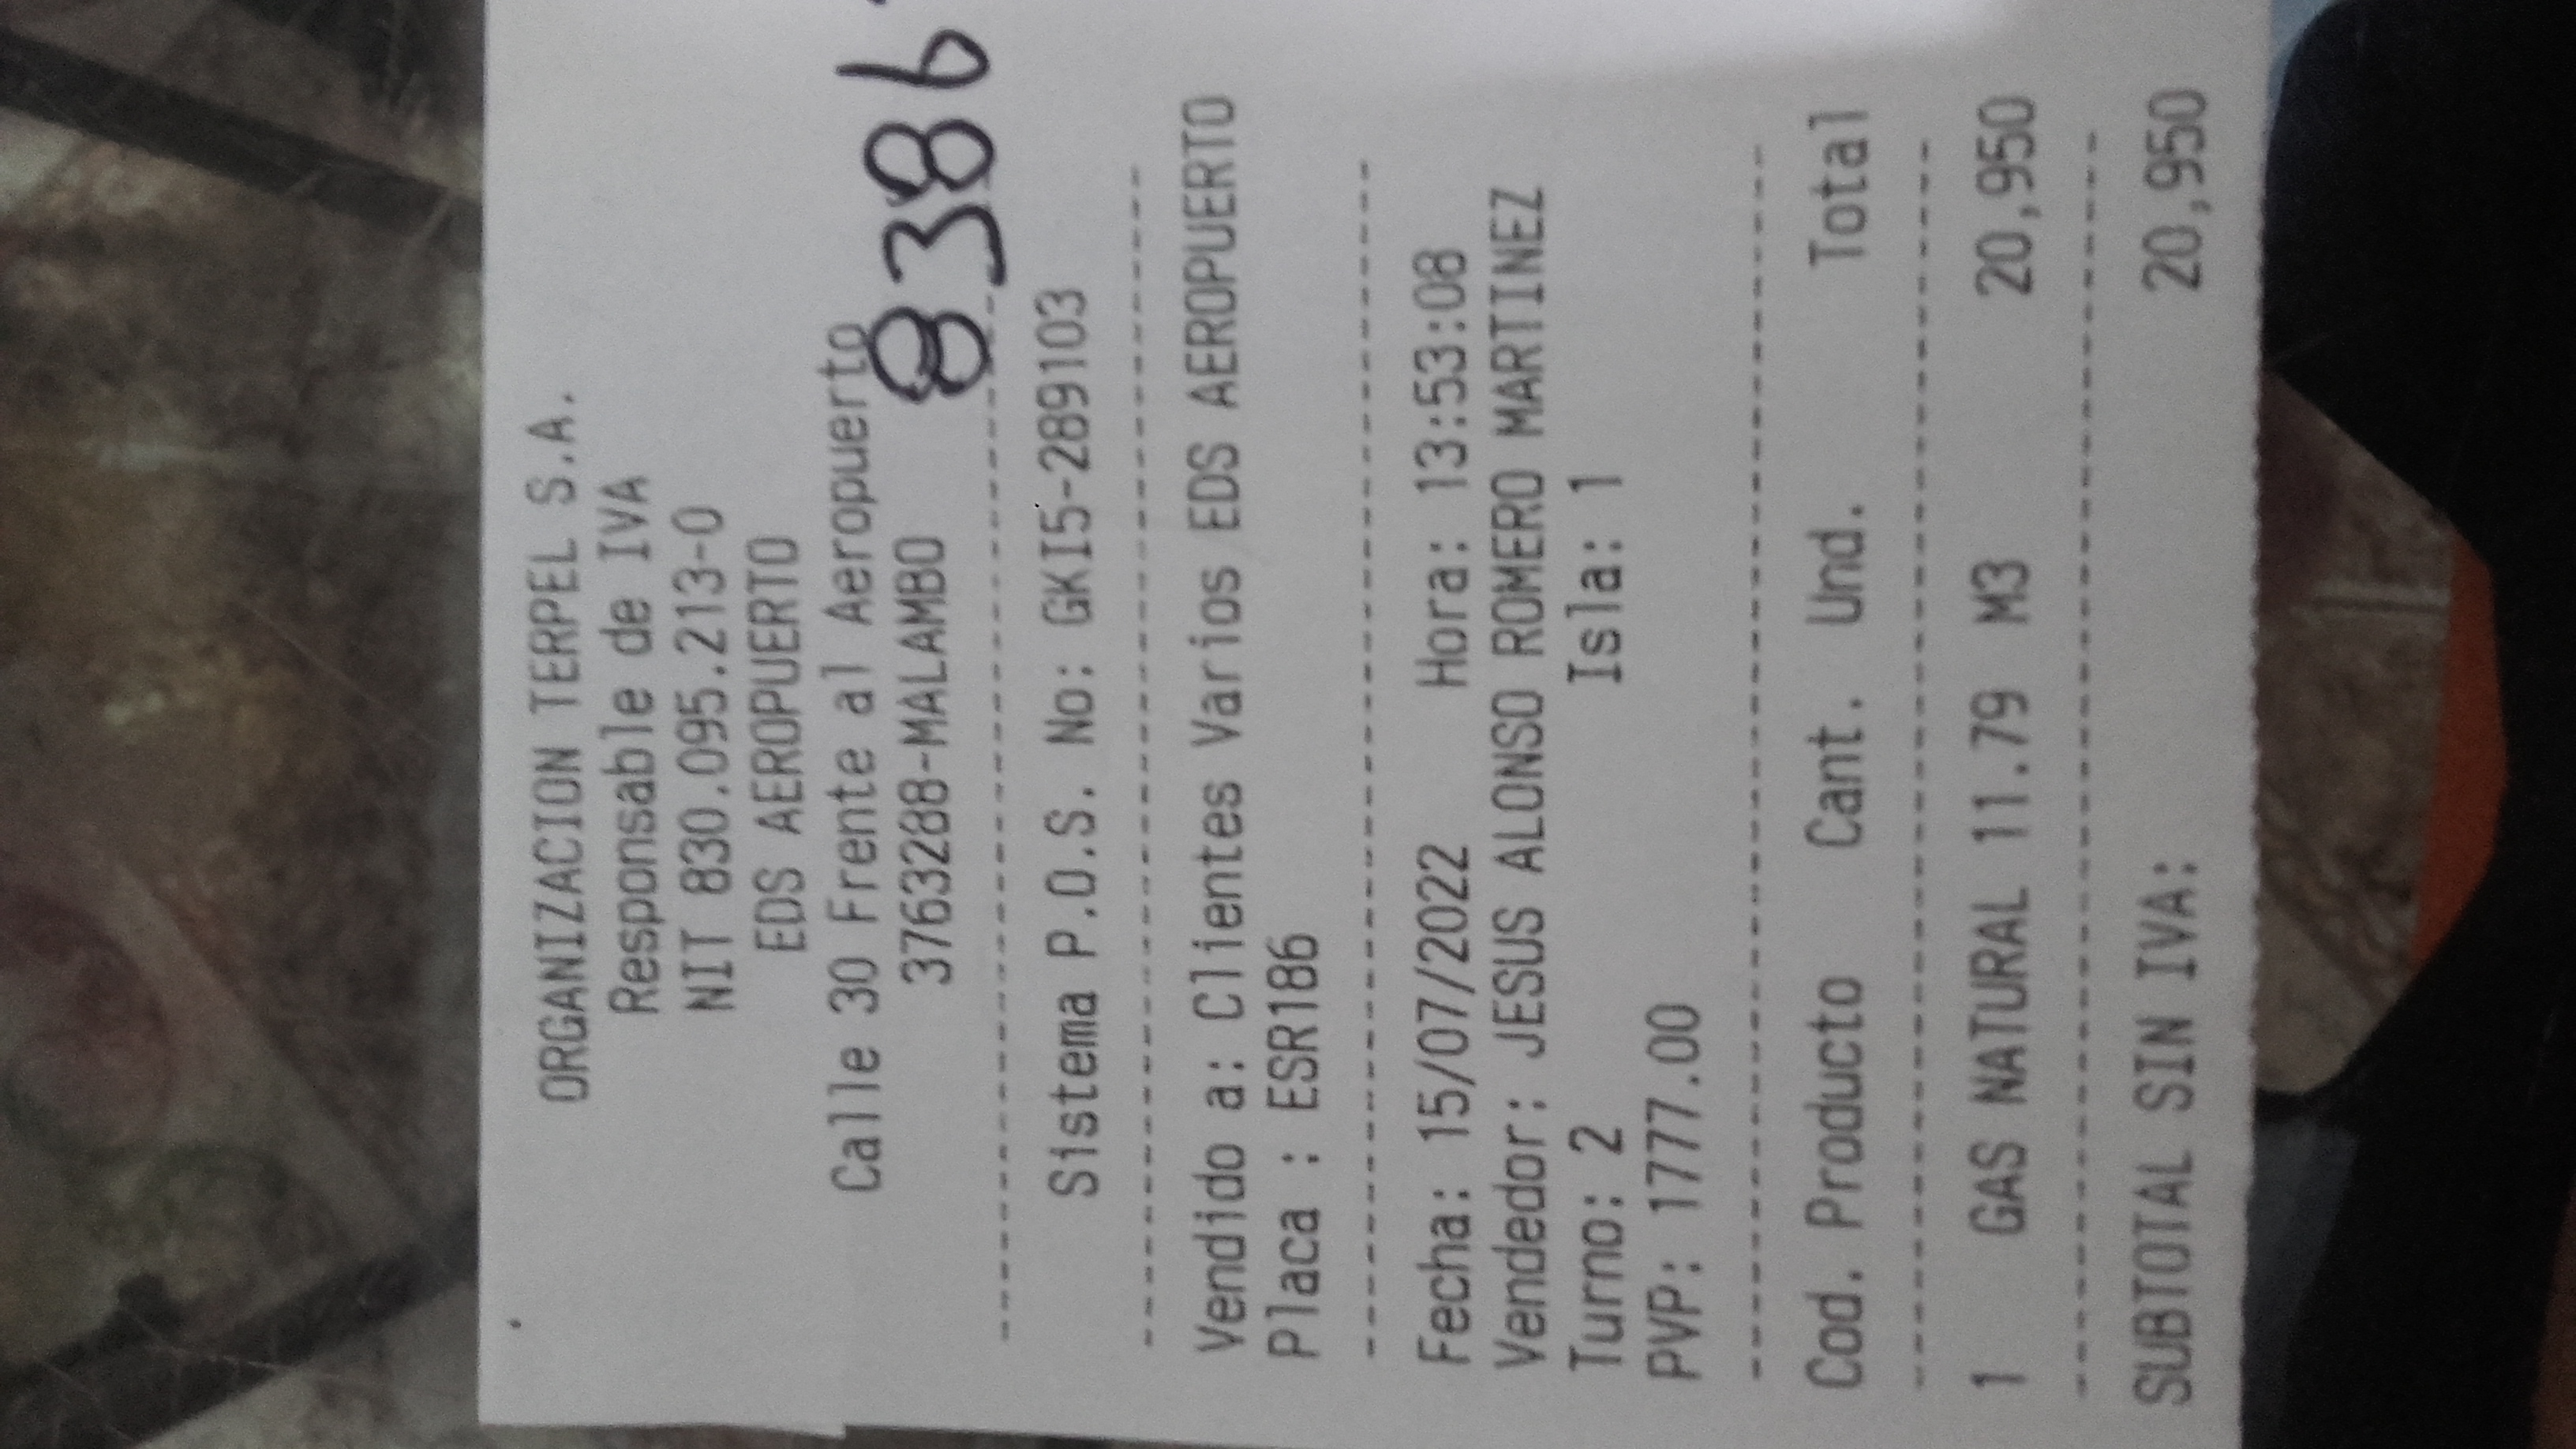 ORGANIZACION TERPEL S.A.
Responsable de IVA
NIT 830.095.213-0
EDS AEROPUERTO
Calle 30 Frente al Aeropuerto
3763288-MALAMBO
8386
--------------------------------
Sistema P.O.S. No: GKI5-289103
--------------------------------
Vendido a: Clientes Varios EDS AEROPUERTO
Placa : ESR186
--------------------------------
Fecha: 15/07/2022 Hora: 13:53:08
Vendedor: JESUS ALONSO ROMERO MARTINEZ
Turno: 2 Isla: 1
PVP: 1777.00
--------------------------------
Cod. Producto Cant. Und. Total
--------------------------------
1 GAS NATURAL 11.79 M3 20,950
--------------------------------
SUBTOTAL SIN IVA: 20,950